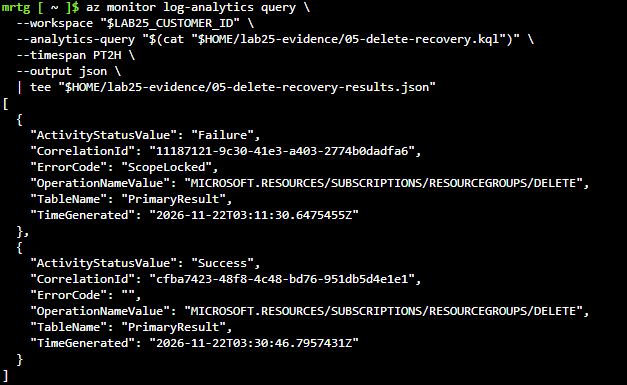 mrtg [ ~ ]$ az monitor log-analytics query \
  --workspace "$LAB25_CUSTOMER_ID" \
  --analytics-query "$(cat "$HOME/lab25-evidence/05-delete-recovery.kql")" \
  --timespan PT2H \
  --output json \
  | tee "$HOME/lab25-evidence/05-delete-recovery-results.json"
[
  {
    "ActivityStatusValue": "Failure",
    "CorrelationId": "11187121-9c30-41e3-a403-2774b0dadfa6",
    "ErrorCode": "ScopeLocked",
    "OperationNameValue": "MICROSOFT.RESOURCES/SUBSCRIPTIONS/RESOURCEGROUPS/DELETE",
    "TableName": "PrimaryResult",
    "TimeGenerated": "2026-11-22T03:11:30.6475455Z"
  },
  {
    "ActivityStatusValue": "Success",
    "CorrelationId": "cfba7423-48f8-4c48-bd76-951db5d4e1e1",
    "ErrorCode": "",
    "OperationNameValue": "MICROSOFT.RESOURCES/SUBSCRIPTIONS/RESOURCEGROUPS/DELETE",
    "TableName": "PrimaryResult",
    "TimeGenerated": "2026-11-22T03:30:46.7957431Z"
  }
]